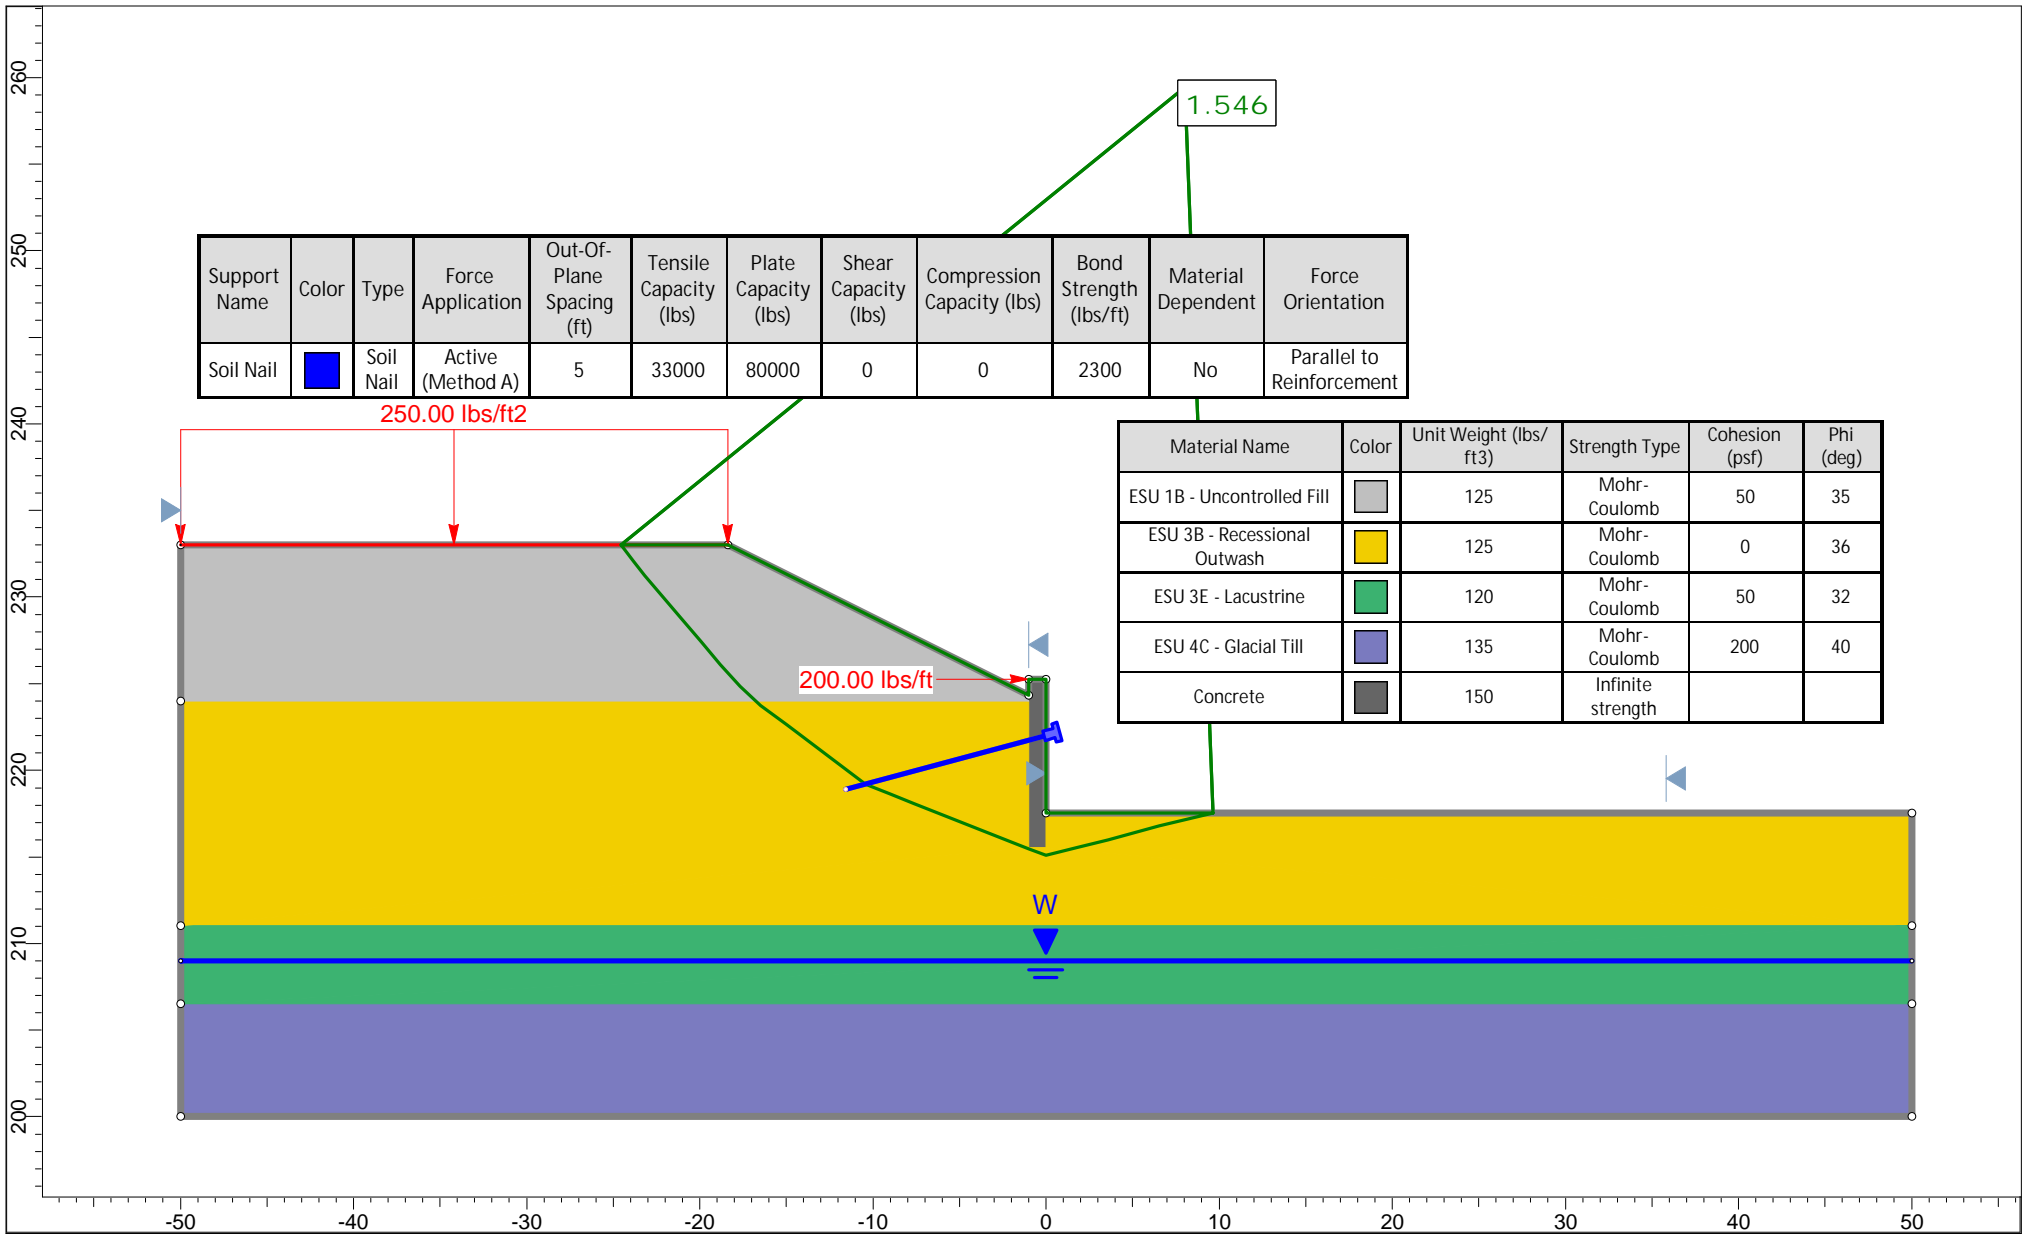 260
1.546
250
Support Name Color Type Force Application Out-Of-Plane Spacing (ft) Tensile Capacity (lbs) Plate Capacity (lbs) Shear Capacity (lbs) Compression Capacity (lbs) Bond Strength (lbs/ft) Material Dependent Force Orientation
Soil Nail Soil Nail Active (Method A) 5 33000 80000 0 0 2300 No Parallel to Reinforcement
250.00 lbs/ft2
240
Material Name Color Unit Weight (lbs/ft3) Strength Type Cohesion (psf) Phi (deg)
ESU 1B - Uncontrolled Fill 125 Mohr-Coulomb 50 35
ESU 3B - Recessional Outwash 125 Mohr-Coulomb 0 36
ESU 3E - Lacustrine 120 Mohr-Coulomb 50 32
ESU 4C - Glacial Till 135 Mohr-Coulomb 200 40
Concrete 150 Infinite strength
230
200.00 lbs/ft
220
W
210
200
-50 -40 -30 -20 -10 0 10 20 30 40 50